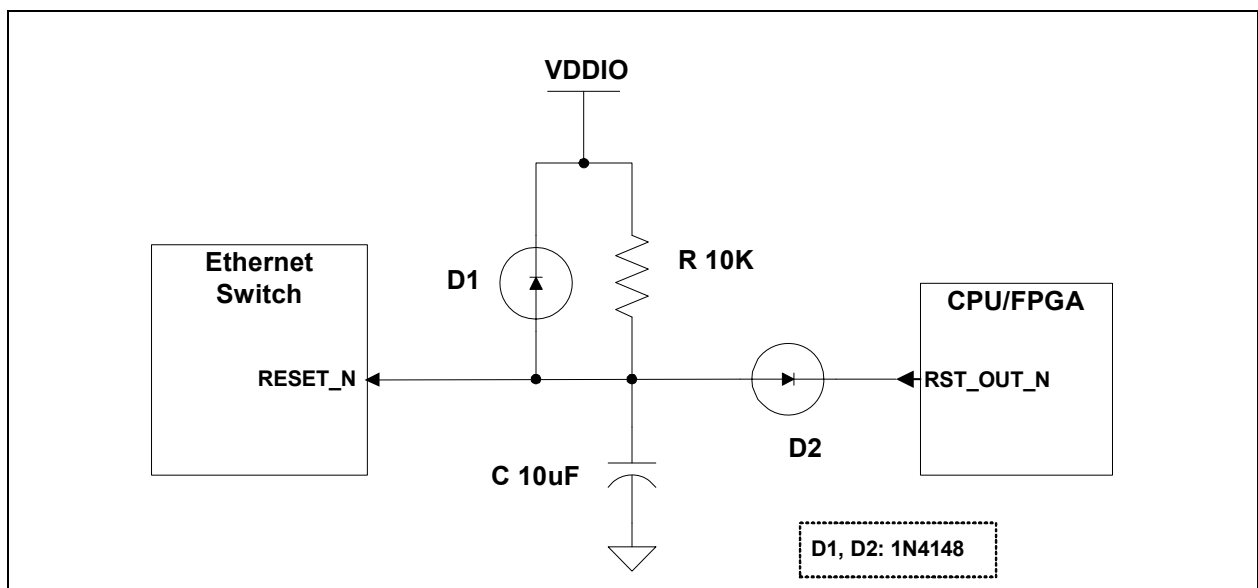 VDDIO
Ethernet
Switch
D1
R 10K
CPU/FPGA
RESET_N
RST_OUT_N
D2
C 10uF
D1, D2: 1N4148